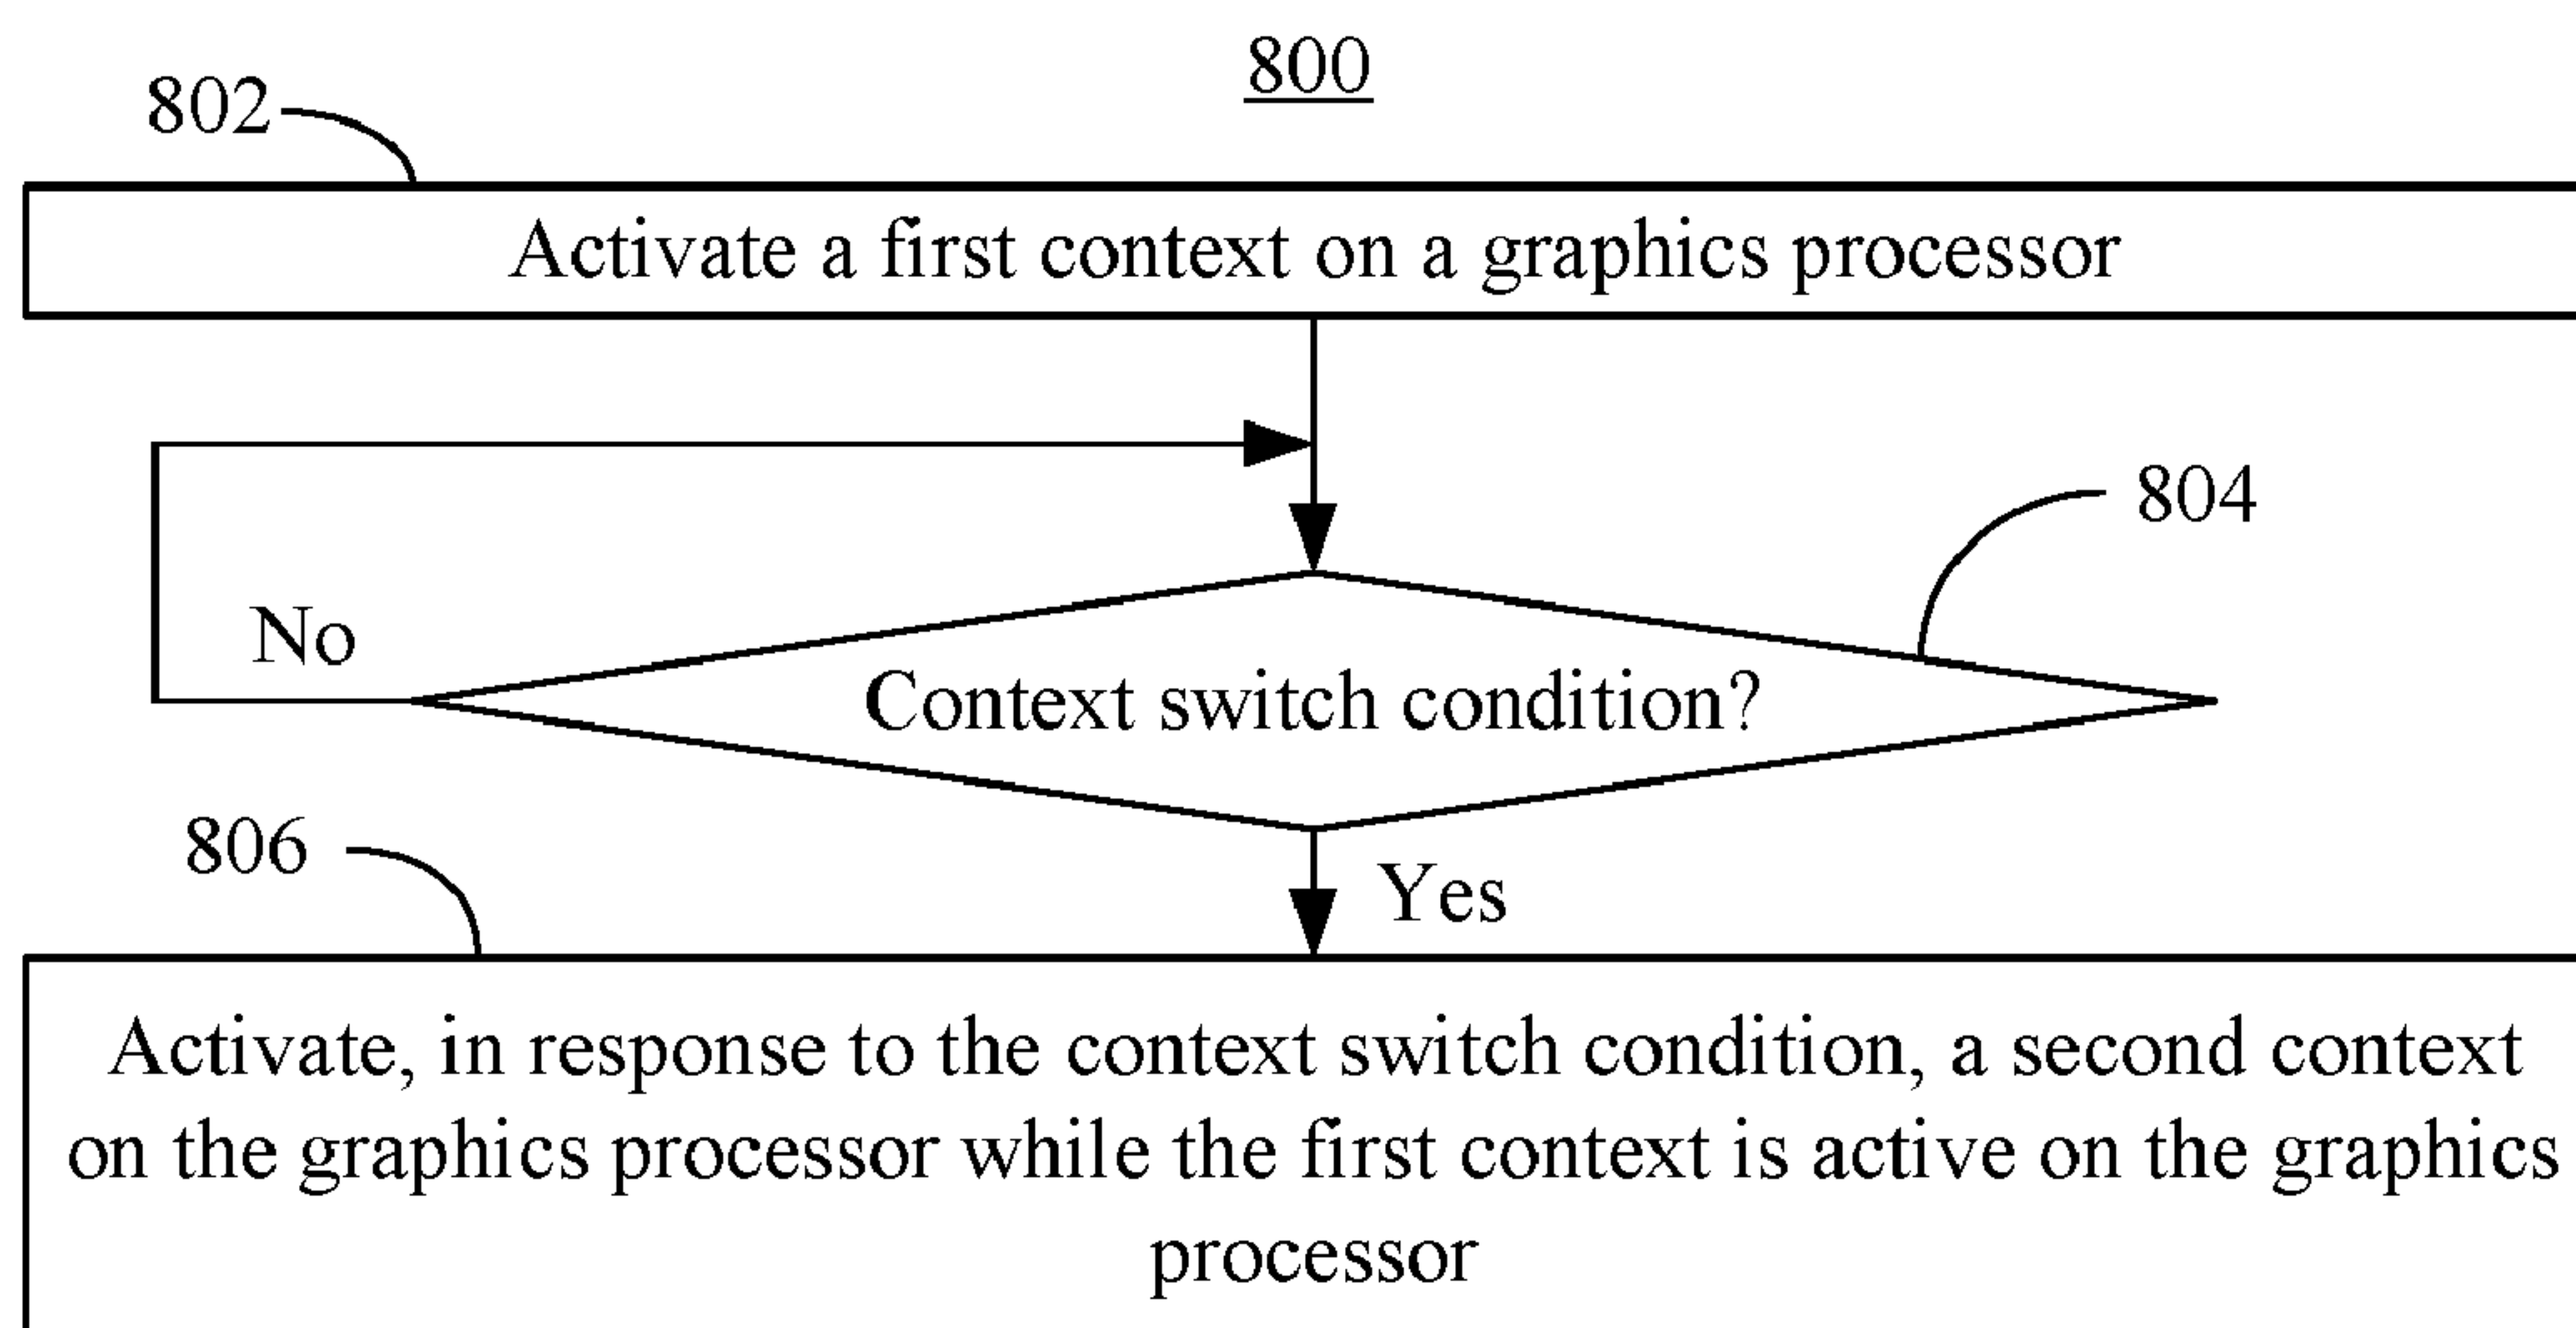 800
802
Activate a first context on a graphics processor
804
No
Context switch condition?
806
Yes
Activate, in response to the context switch condition, a second context
on the graphics processor while the first context is active on the graphics
processor